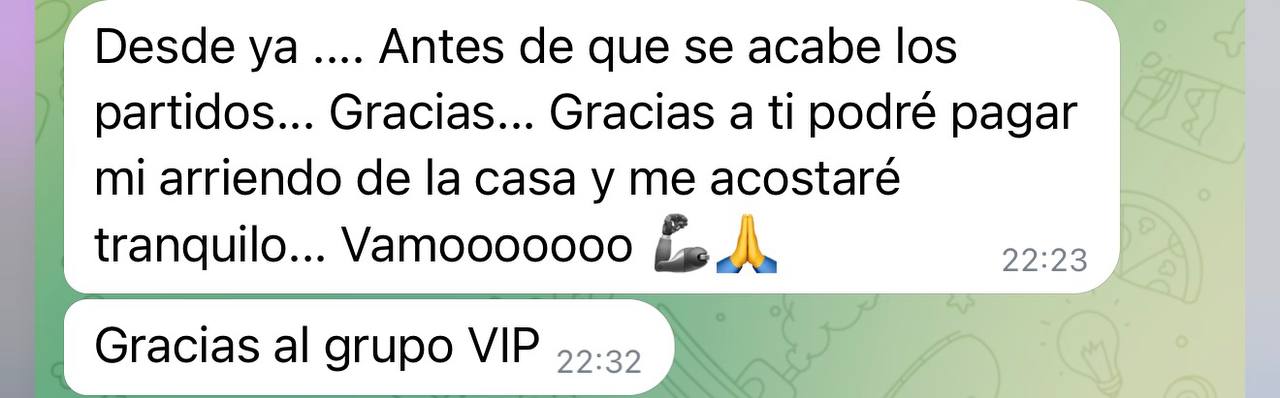 Desde ya .... Antes de que se acabe los
partidos... Gracias... Gracias a ti podré pagar
mi arriendo de la casa y me acostaré
tranquilo... Vamooooooo 🦾🙏 22:23
Gracias al grupo VIP 22:32